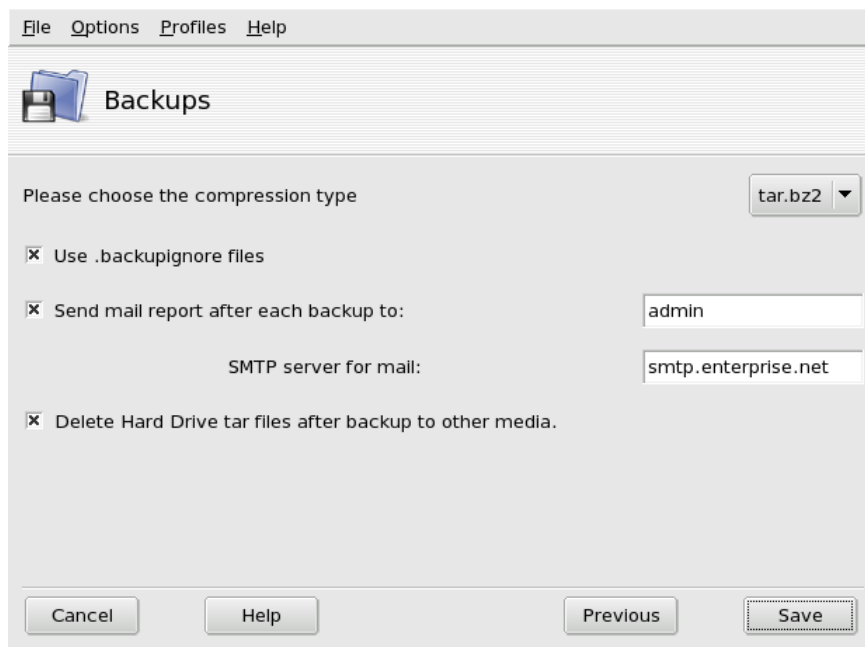 File Options Profiles Help
Backups
Please choose the compression type tar.bz2
Use .backupignore files
Send mail report after each backup to: admin
SMTP server for mail: smtp.enterprise.net
Delete Hard Drive tar files after backup to other media.
Cancel Help Previous Save